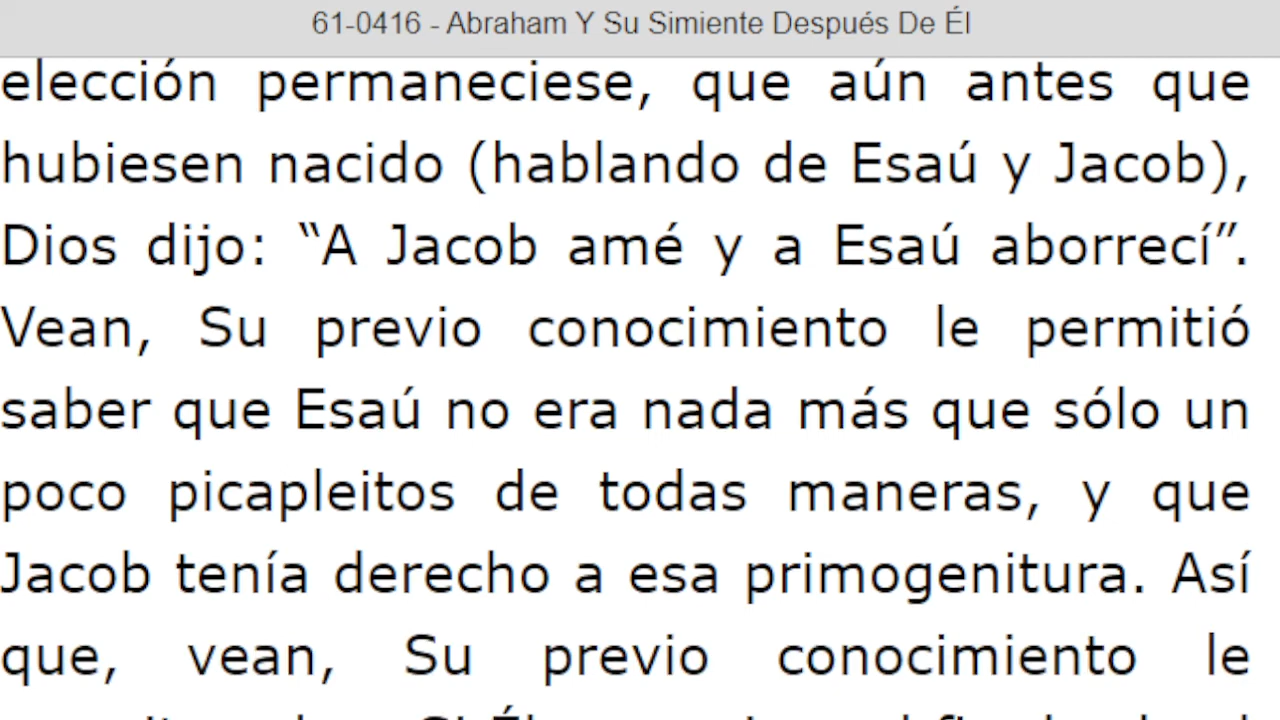 61-0416 - Abraham Y Su Simiente Después De Él
elección permaneciese, que aún antes que
hubiesen nacido (hablando de Esaú y Jacob),
Dios dijo: “A Jacob amé y a Esaú aborrecí”.
Vean, Su previo conocimiento le permitió
saber que Esaú no era nada más que sólo un
poco picapleitos de todas maneras, y que
Jacob tenía derecho a esa primogenitura. Así
que, vean, Su previo conocimiento le